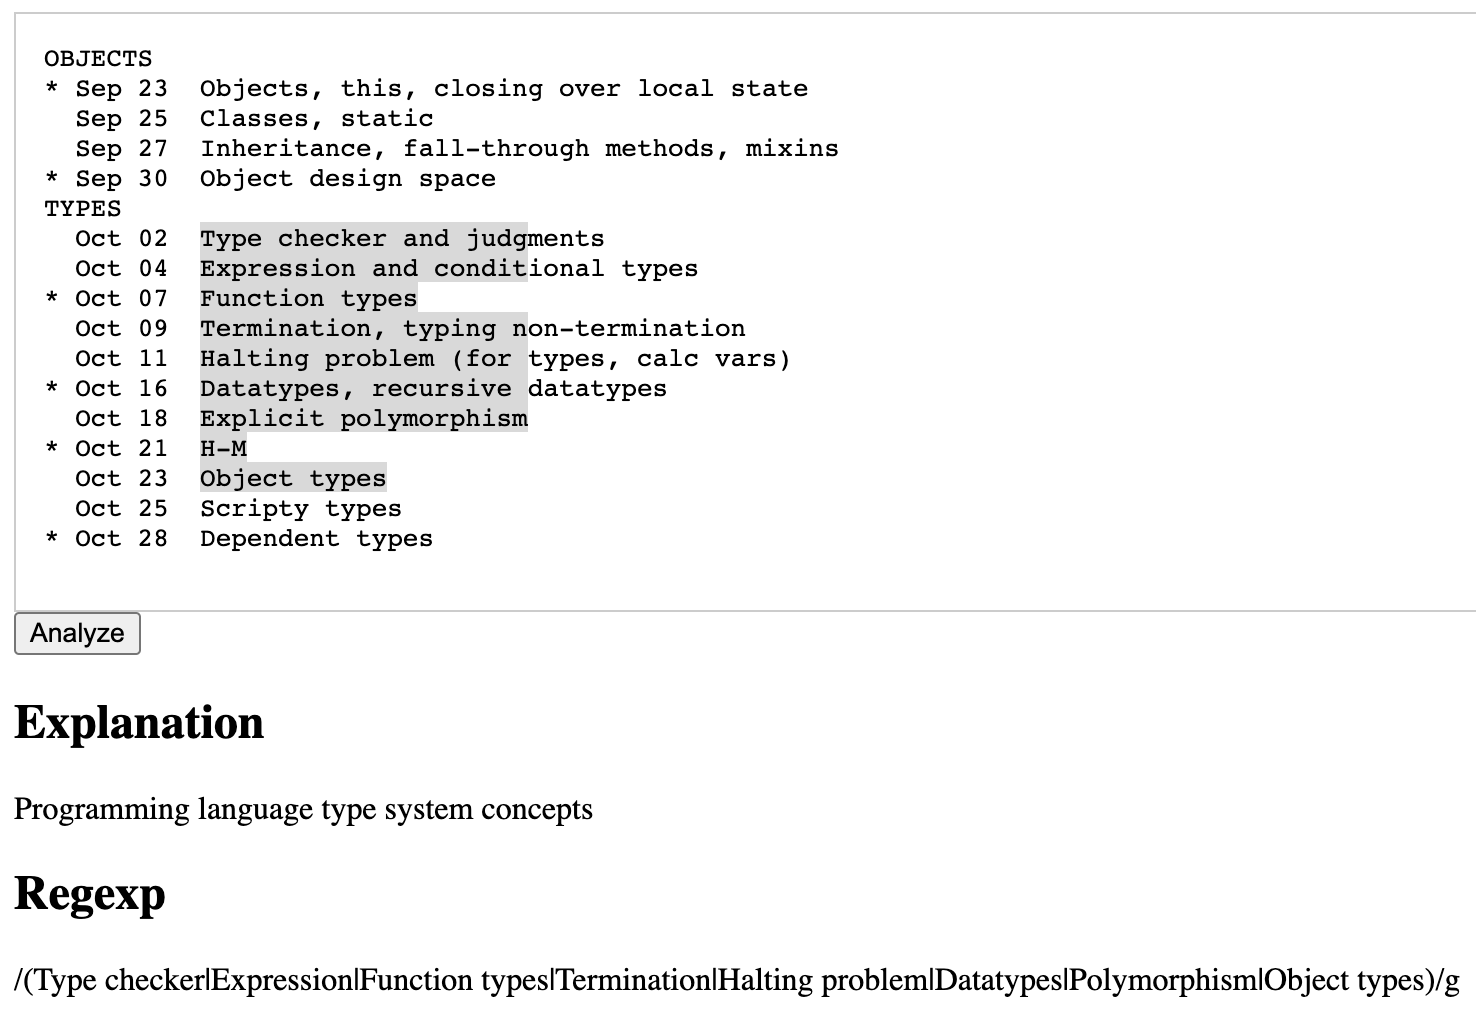 OBJECTS
* Sep 23  Objects, this, closing over local state
  Sep 25  Classes, static
  Sep 27  Inheritance, fall-through methods, mixins
* Sep 30  Object design space
TYPES
  Oct 02  Type checker and judgments
  Oct 04  Expression and conditional types
* Oct 07  Function types
  Oct 09  Termination, typing non-termination
  Oct 11  Halting problem (for types, calc vars)
* Oct 16  Datatypes, recursive datatypes
  Oct 18  Explicit polymorphism
* Oct 21  H-M
  Oct 23  Object types
  Oct 25  Scripty types
* Oct 28  Dependent types
Analyze
Explanation
Programming language type system concepts
Regexp
/(Type checker|Expression|Function types|Termination|Halting problem|Datatypes|Polymorphism|Object types)/g